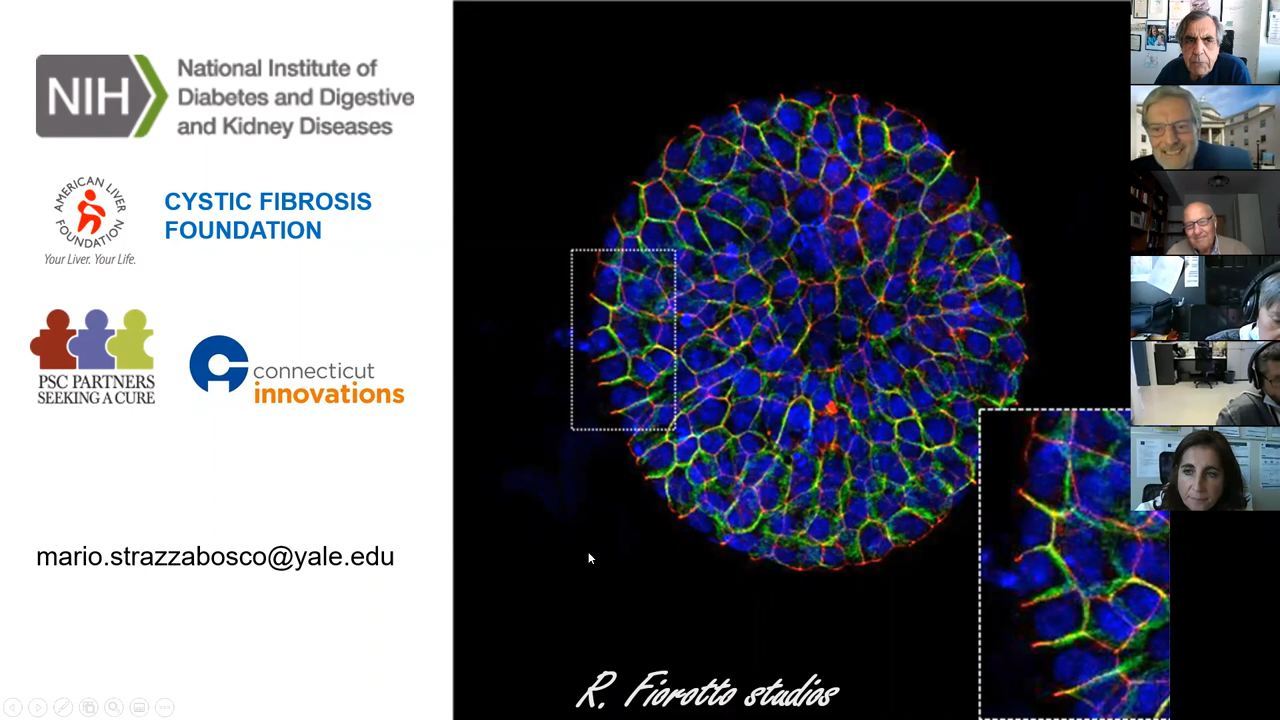 NIH
National Institute of
Diabetes and Digestive
and Kidney Diseases
AMERICAN LIVER FOUNDATION
Your Liver. Your Life.
CYSTIC FIBROSIS
FOUNDATION
PSC PARTNERS
SEEKING A CURE
connecticut
innovations
mario.strazzabosco@yale.edu
R. Fiorotto studios